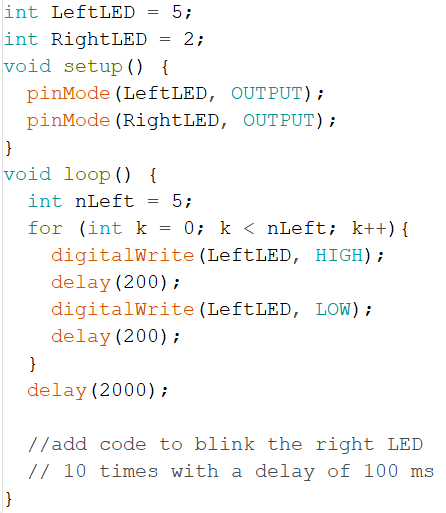 int LeftLED = 5;
int RightLED = 2;
void setup() {
  pinMode(LeftLED, OUTPUT);
  pinMode(RightLED, OUTPUT);
}
void loop() {
  int nLeft = 5;
  for (int k = 0; k < nLeft; k++){
    digitalWrite(LeftLED, HIGH);
    delay(200);
    digitalWrite(LeftLED, LOW);
    delay(200);
  }
  delay(2000);

  //add code to blink the right LED
  // 10 times with a delay of 100 ms
}